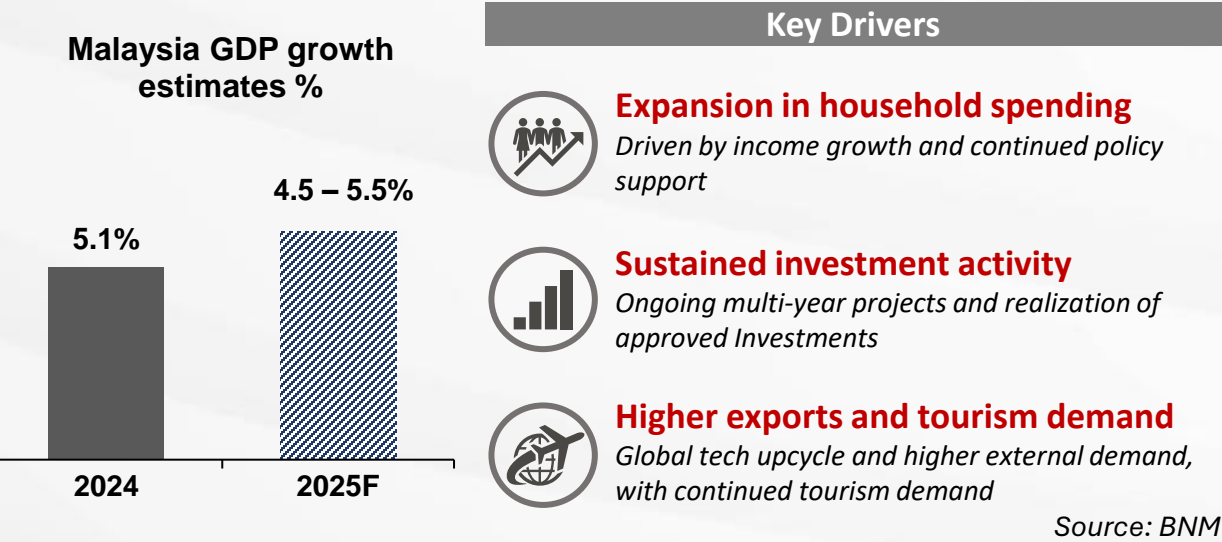 Malaysia GDP growth
estimates %
4.5 – 5.5%
5.1%
2024
2025F
Key Drivers
Expansion in household spending
Driven by income growth and continued policy
support
Sustained investment activity
Ongoing multi-year projects and realization of
approved Investments
Higher exports and tourism demand
Global tech upcycle and higher external demand,
with continued tourism demand
Source: BNM